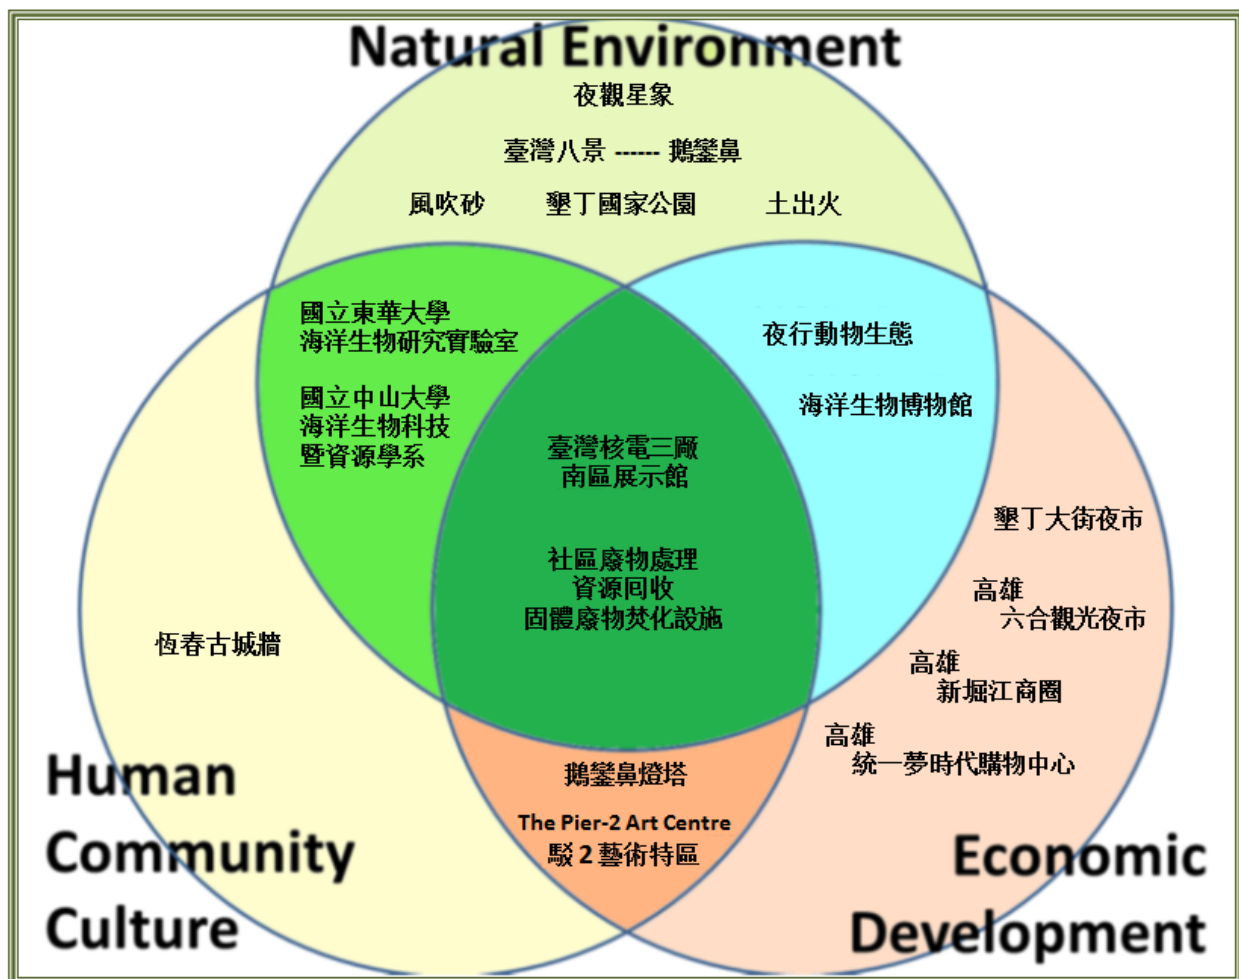 Natural Environment
夜觀星象
臺灣八景 ------ 鵝鑾鼻
風吹砂 墾丁國家公園 土出火
國立東華大學
海洋生物研究實驗室
國立中山大學
海洋生物科技
暨資源學系
夜行動物生態
海洋生物博物館
臺灣核電三廠
南區展示館
社區廢物處理
資源回收
固體廢物焚化設施
恆春古城牆
墾丁大街夜市
高雄
六合觀光夜市
高雄
新堀江商圈
高雄
統一夢時代購物中心
鵝鑾鼻燈塔
The Pier-2 Art Centre
駁 2 藝術特區
Human
Community
Culture
Economic
Development